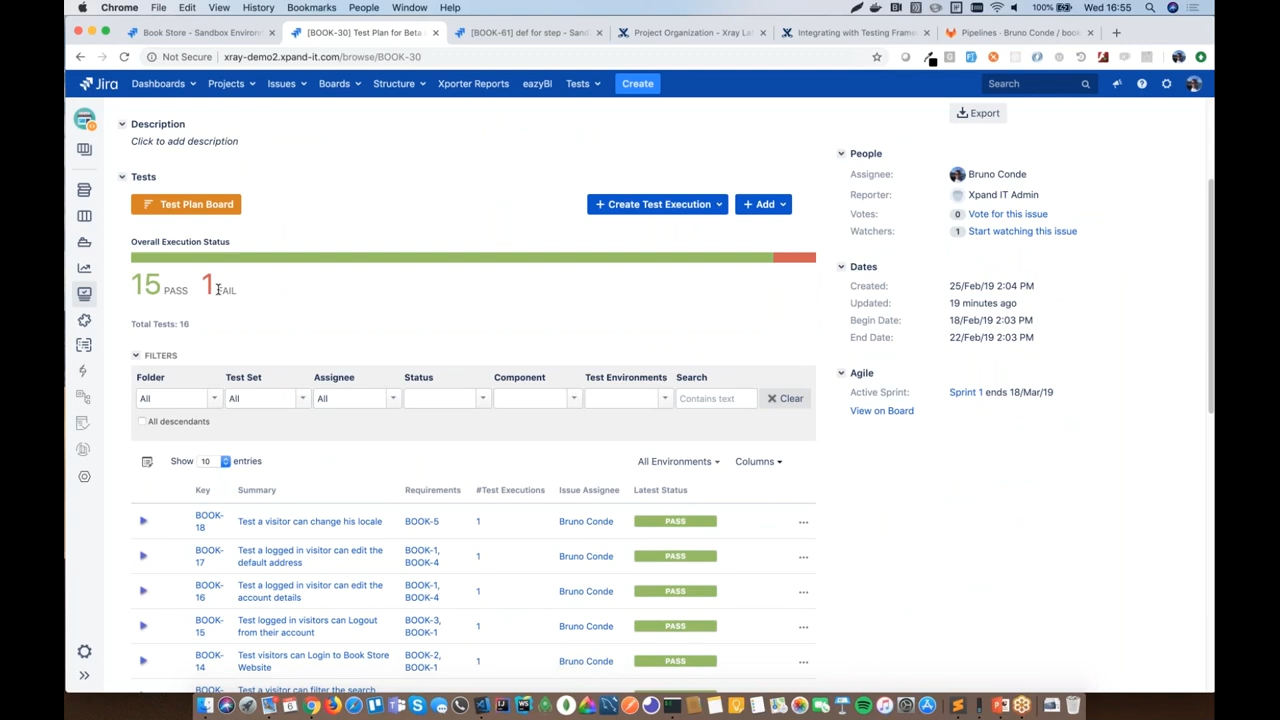 Chrome File Edit View History Bookmarks People Window Help 100% Wed 16:55
Book Store - Sandbox Environm × [BOOK-30] Test Plan for Beta × [BOOK-61] def for step - Sand × Project Organization - Xray La × Integrating with Testing Fram × Pipelines · Bruno Conde / boo × +
Not Secure xray-demo2.xpand-it.com/browse/BOOK-30
Jira Dashboards Projects Issues Boards Structure Xporter Reports eazyBI Tests Create Search
Export
Description
Click to add description
Tests
Test Plan Board + Create Test Execution + Add
Overall Execution Status
15 PASS 1 FAIL
Total Tests: 16
FILTERS
Folder Test Set Assignee Status Component Test Environments Search
All All All Contains text Clear
All descendants
Show 10 entries All Environments Columns
Key Summary Requirements #Test Executions Issue Assignee Latest Status
BOOK-18 Test a visitor can change his locale BOOK-5 1 Bruno Conde PASS ...
BOOK-17 Test a logged in visitor can edit the default address BOOK-1, BOOK-4 1 Bruno Conde PASS ...
BOOK-16 Test a logged in visitor can edit the account details BOOK-1, BOOK-4 1 Bruno Conde PASS ...
BOOK-15 Test logged in visitors can Logout from their account BOOK-3, BOOK-1 1 Bruno Conde PASS ...
BOOK-14 Test visitors can Login to Book Store Website BOOK-2, BOOK-1 1 Bruno Conde PASS ...
Test a visitor can filter the search
People
Assignee: Bruno Conde
Reporter: Xpand IT Admin
Votes: 0 Vote for this issue
Watchers: 1 Start watching this issue
Dates
Created: 25/Feb/19 2:04 PM
Updated: 19 minutes ago
Begin Date: 18/Feb/19 2:03 PM
End Date: 22/Feb/19 2:03 PM
Agile
Active Sprint: Sprint 1 ends 18/Mar/19
View on Board